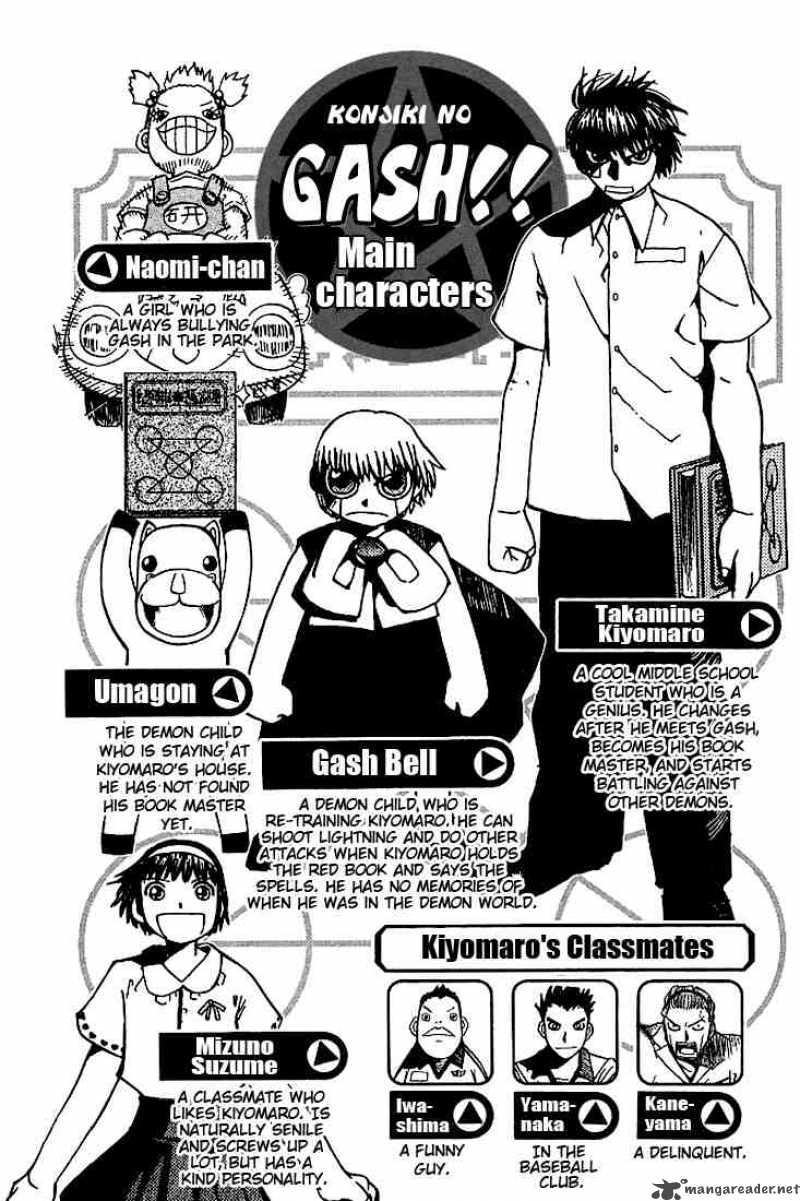 KONJIKI NO
GASH!!
Main
characters
石井
Naomi-chan
A GIRL WHO IS
ALWAYS BULLYING
GASH IN THE PARK.
Takamine
Kiyomaro
A COOL MIDDLE SCHOOL
STUDENT WHO IS A
GENIUS. HE CHANGES
AFTER HE MEETS GASH,
BECOMES HIS BOOK
MASTER, AND STARTS
BATTLING AGAINST
OTHER DEMONS.
Umagon
THE DEMON CHILD
WHO IS STAYING AT
KIYOMARO'S HOUSE.
HE HAS NOT FOUND
HIS BOOK MASTER
YET.
Gash Bell
A DEMON CHILD WHO IS
RE-TRAINING KIYOMARO. HE CAN
SHOOT LIGHTNING AND DO OTHER
ATTACKS WHEN KIYOMARO HOLDS
THE RED BOOK AND SAYS THE
SPELLS. HE HAS NO MEMORIES OF
WHEN HE WAS IN THE DEMON WORLD.
Mizuno
Suzume
A CLASSMATE WHO
LIKES KIYOMARO. IS
NATURALLY SENILE
AND SCREWS UP A
LOT, BUT HAS A
KIND PERSONALITY.
Kiyomaro's Classmates
Iwa-
shima
A FUNNY
GUY.
Yama-
naka
IN THE
BASEBALL
CLUB.
Kane-
yama
A DELINQUENT.
mangareader.net